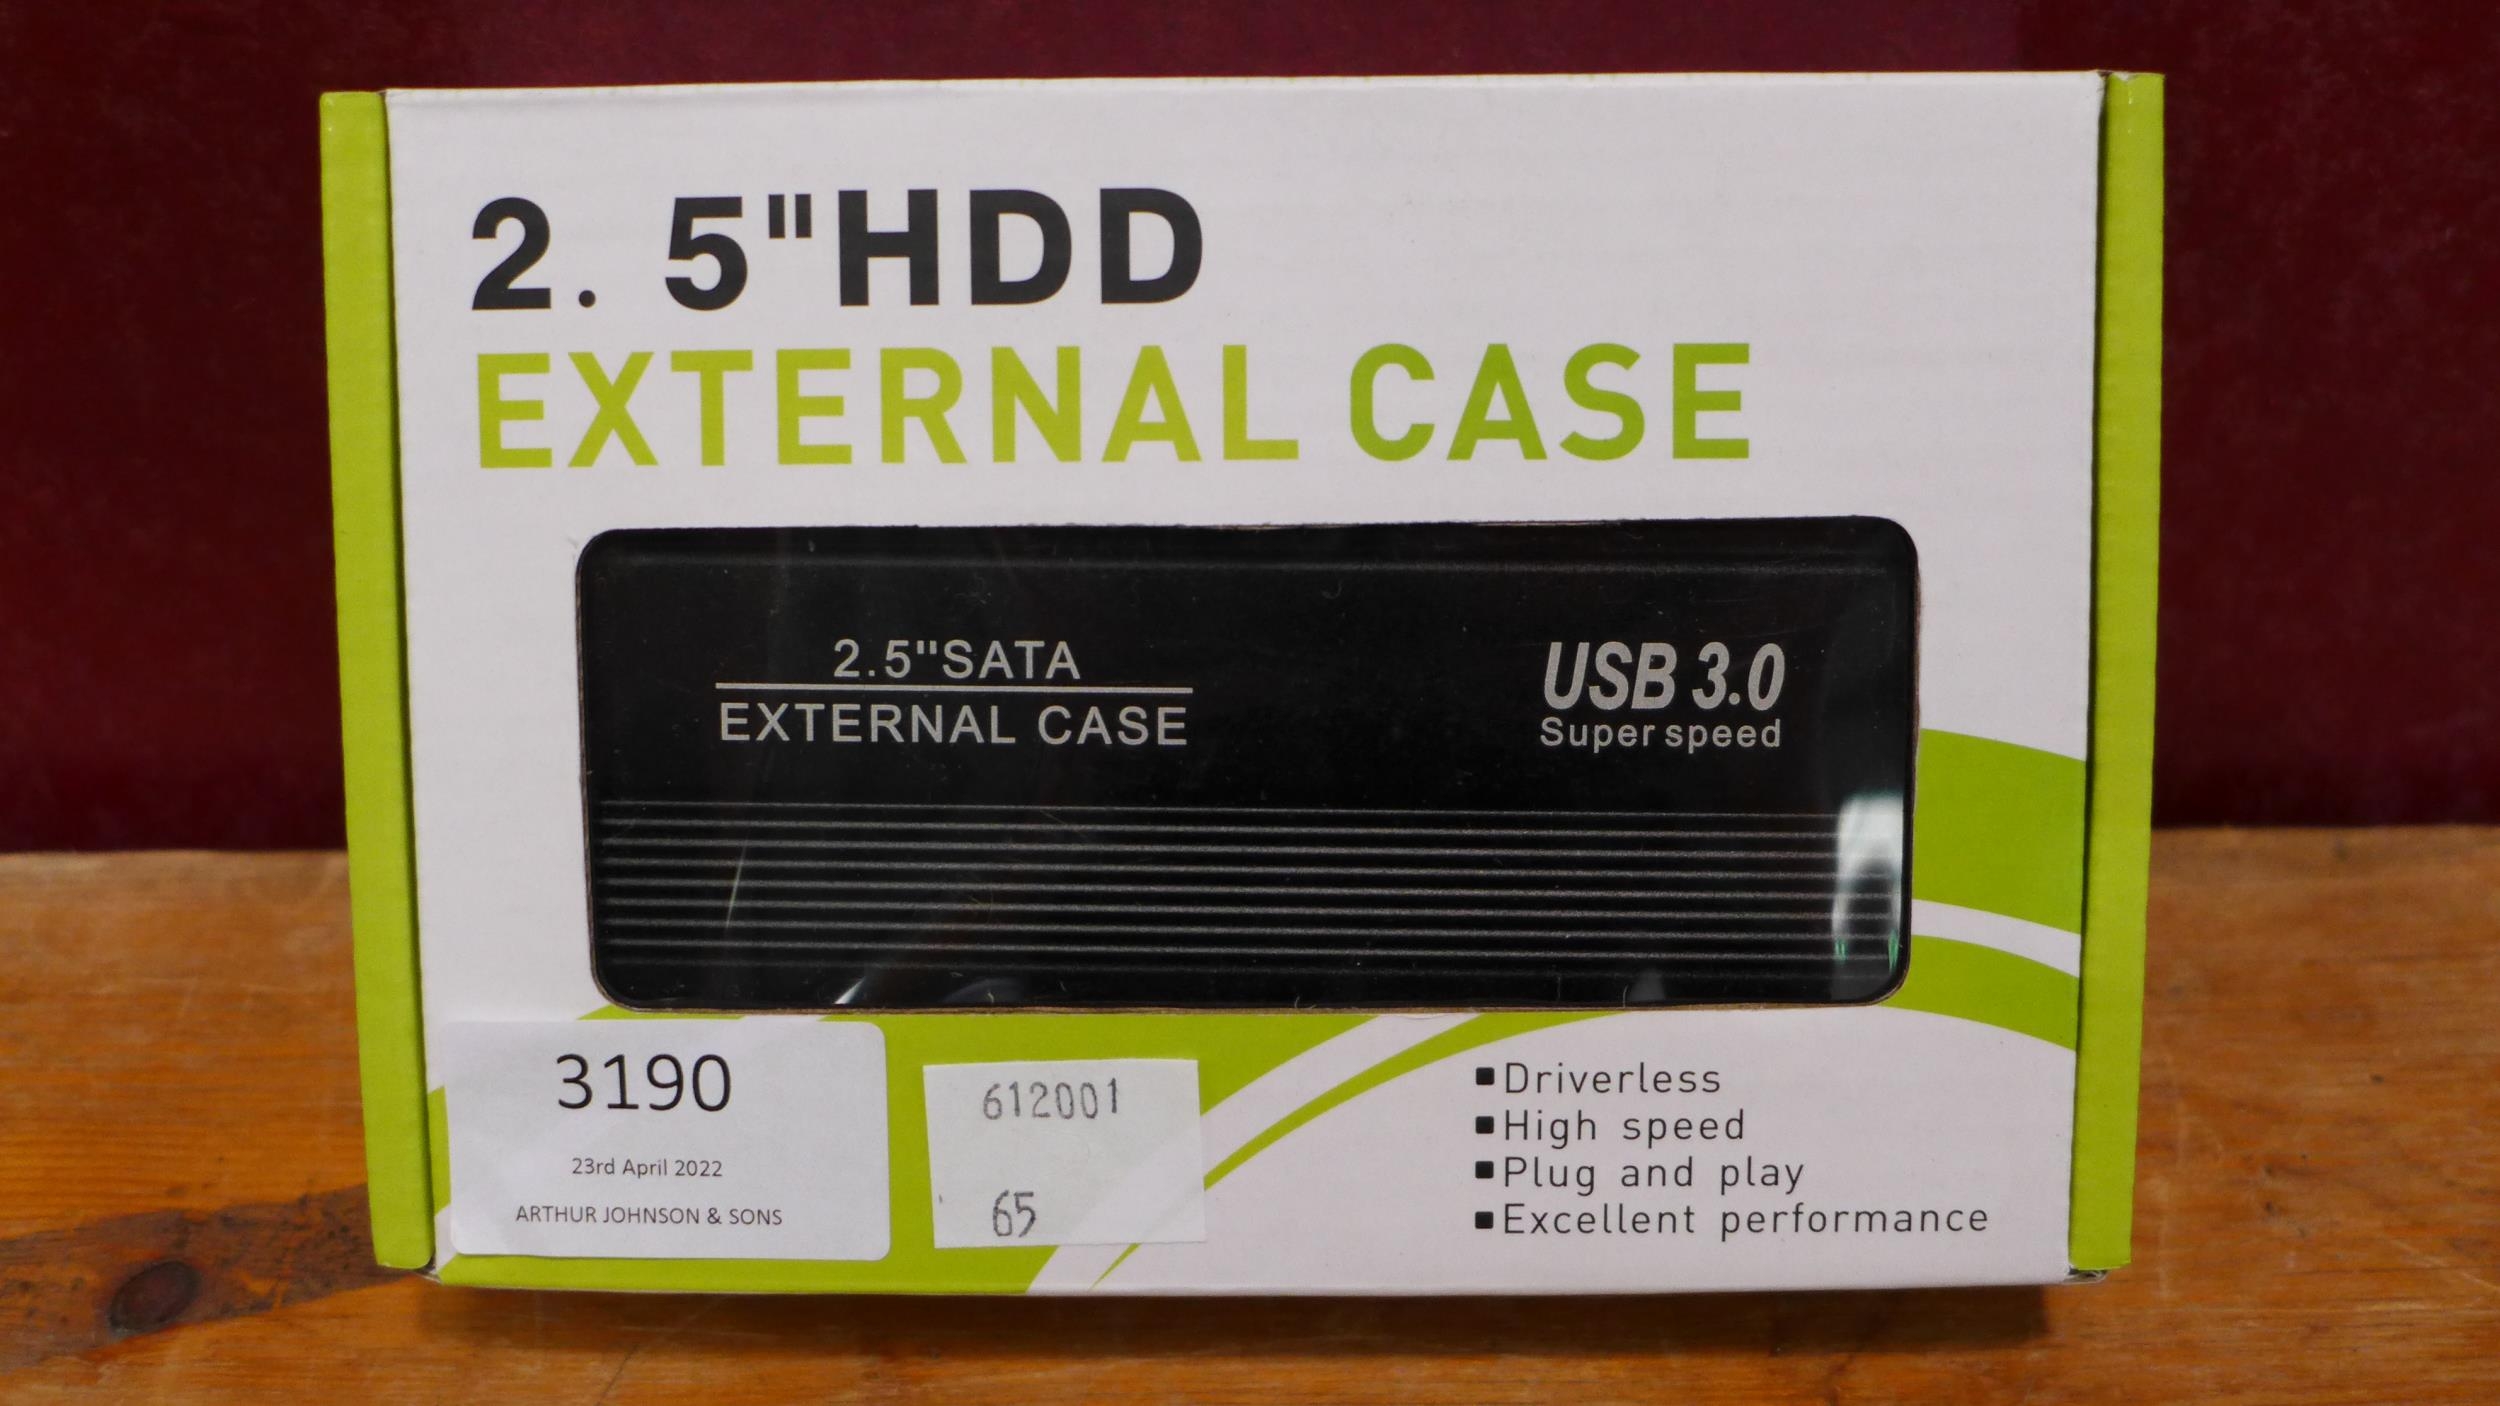 2. 5"HDD
EXTERNAL CASE
2.5"SATA
EXTERNAL CASE
USB 3.0
Super speed
3190
23rd April 2022
ARTHUR JOHNSON & SONS
612001
65
▪Driverless
▪High speed
▪Plug and play
▪Excellent performance